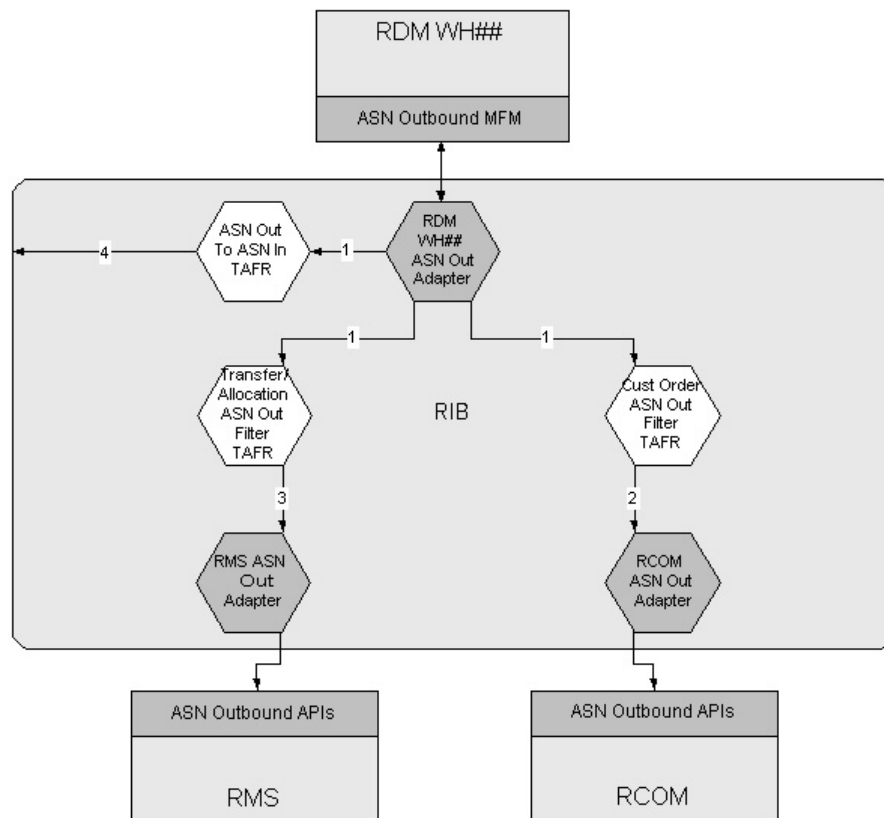 RDM WH##
ASN Outbound MFM
ASN Out
To ASN In
TAFR
RDM
WH##
ASN Out
Adapter
4
1
1
1
Transfer/
Allocation
ASN Out
Filter
TAFR
RIB
Cust Order
ASN Out
Filter
TAFR
3
2
RMS ASN
Out
Adapter
RCOM
ASN Out
Adapter
ASN Outbound APIs
RMS
ASN Outbound APIs
RCOM